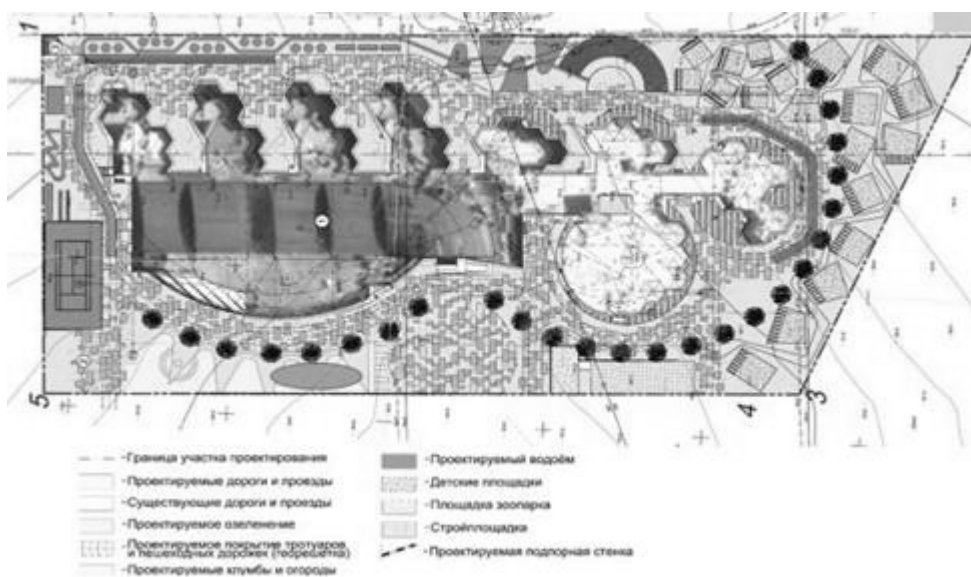 1
5
4
3
-Граница участка проектирования
-Проектируемые дороги и проезды
-Существующие дороги и проезды
-Проектируемое озеленение
-Проектируемое покрытие тротуаров
и пешеходных дорожек (георешётка)
-Проектируемые клумбы и огороды
-Проектируемый водоём
-Детские площадки
-Площадка зоопарка
-Стройплощадка
-Проектируемая подпорная стенка